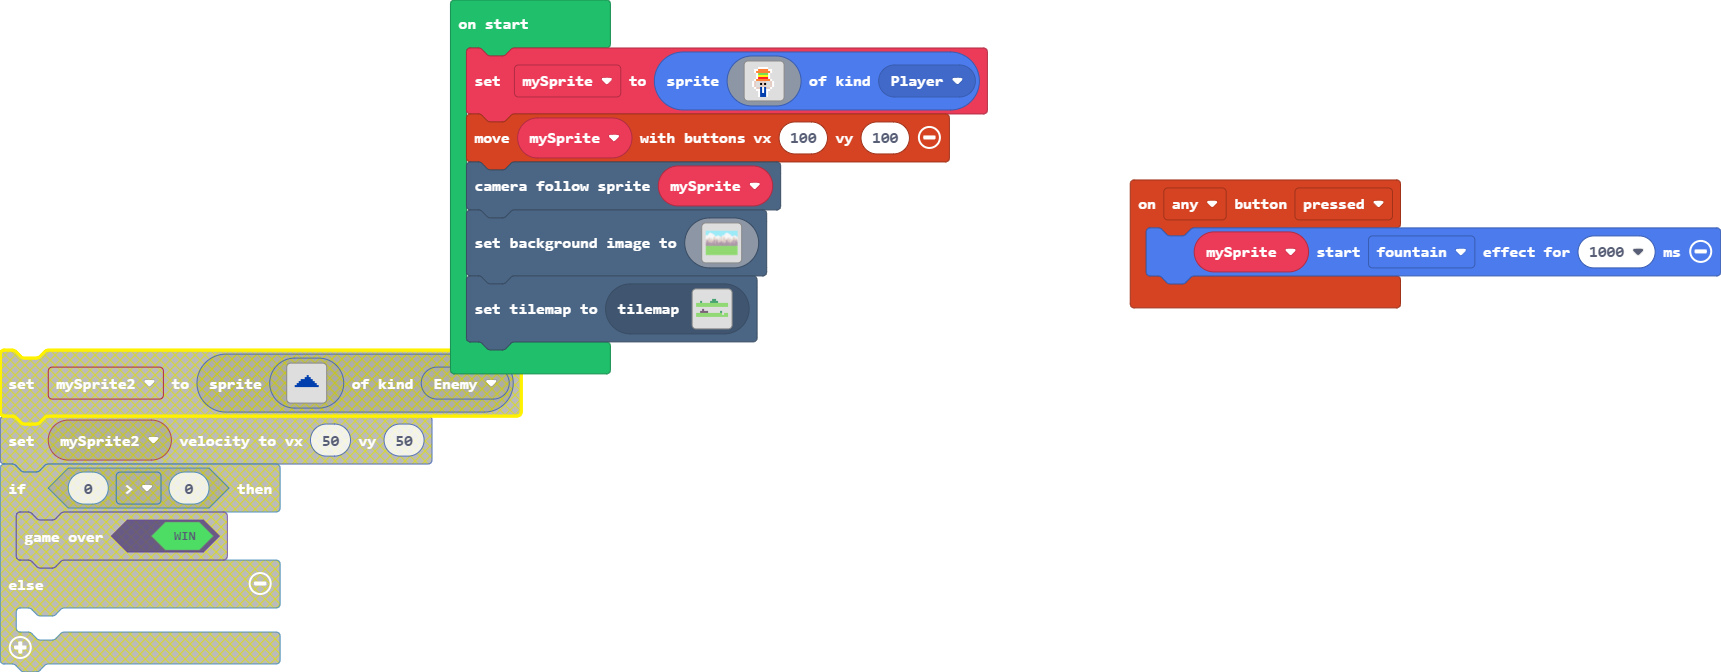 on start
set mySprite to sprite of kind Player
move mySprite with buttons vx 100 vy 100
camera follow sprite mySprite
set background image to
set tilemap to tilemap
on any button pressed
mySprite start fountain effect for 1000 ms
set mySprite2 to sprite of kind Enemy
set mySprite2 velocity to vx 50 vy 50
if 0 > 0 then
game over WIN
else